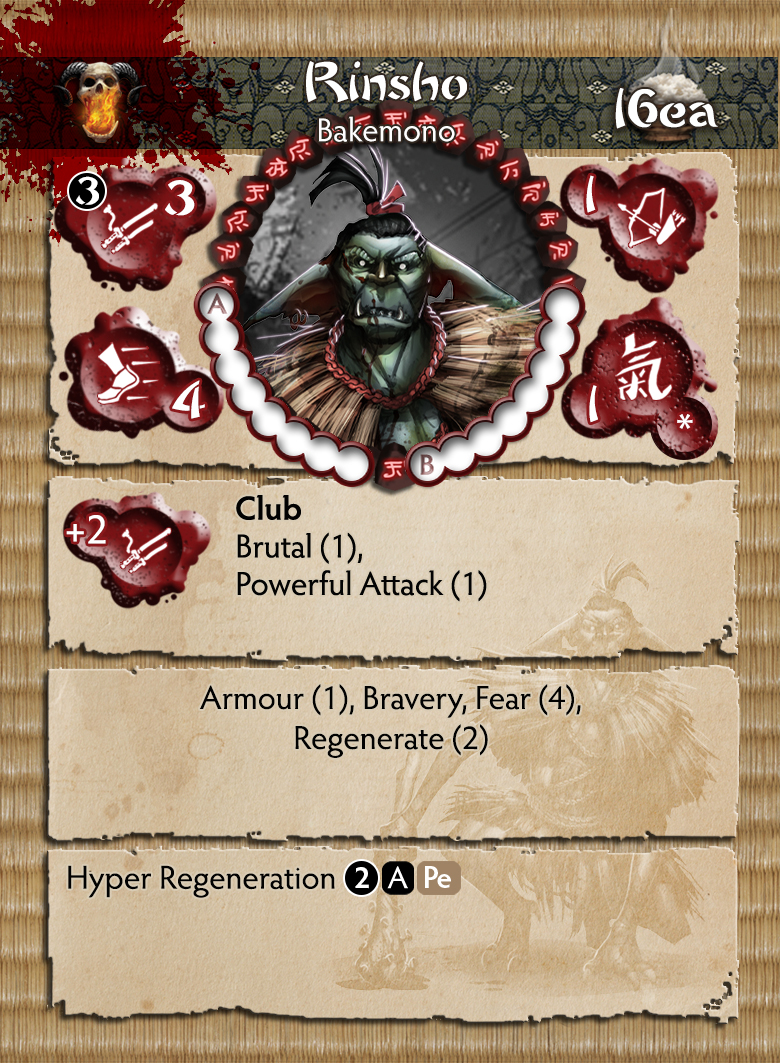 Rinsho
Bakemono
16ea
3 3
1
4
氣
1 *
A
B
+2
Club
Brutal (1),
Powerful Attack (1)
Armour (1), Bravery, Fear (4),
Regenerate (2)
Hyper Regeneration 2 A Pe